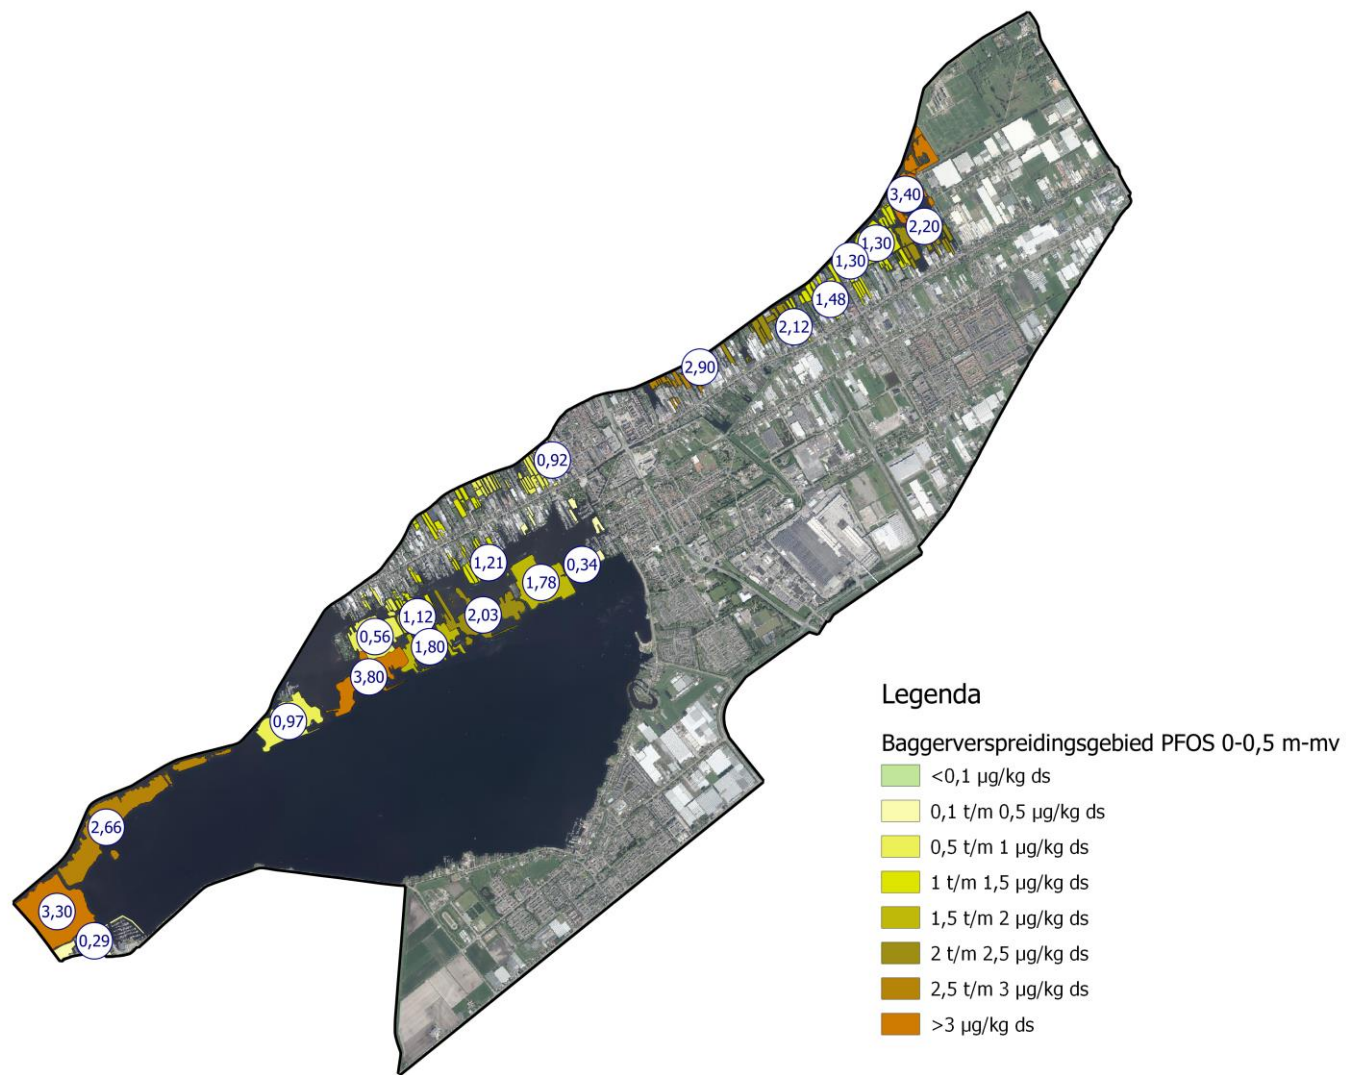 3,40
2,20
1,30
1,30
1,48
2,12
2,90
0,92
1,21
0,34
1,78
2,03
1,12
0,56
1,80
3,80
0,97
2,66
3,30
0,29
Legenda
Baggerverspreidingsgebied PFOS 0-0,5 m-mv
<0,1 µg/kg ds
0,1 t/m 0,5 µg/kg ds
0,5 t/m 1 µg/kg ds
1 t/m 1,5 µg/kg ds
1,5 t/m 2 µg/kg ds
2 t/m 2,5 µg/kg ds
2,5 t/m 3 µg/kg ds
>3 µg/kg ds